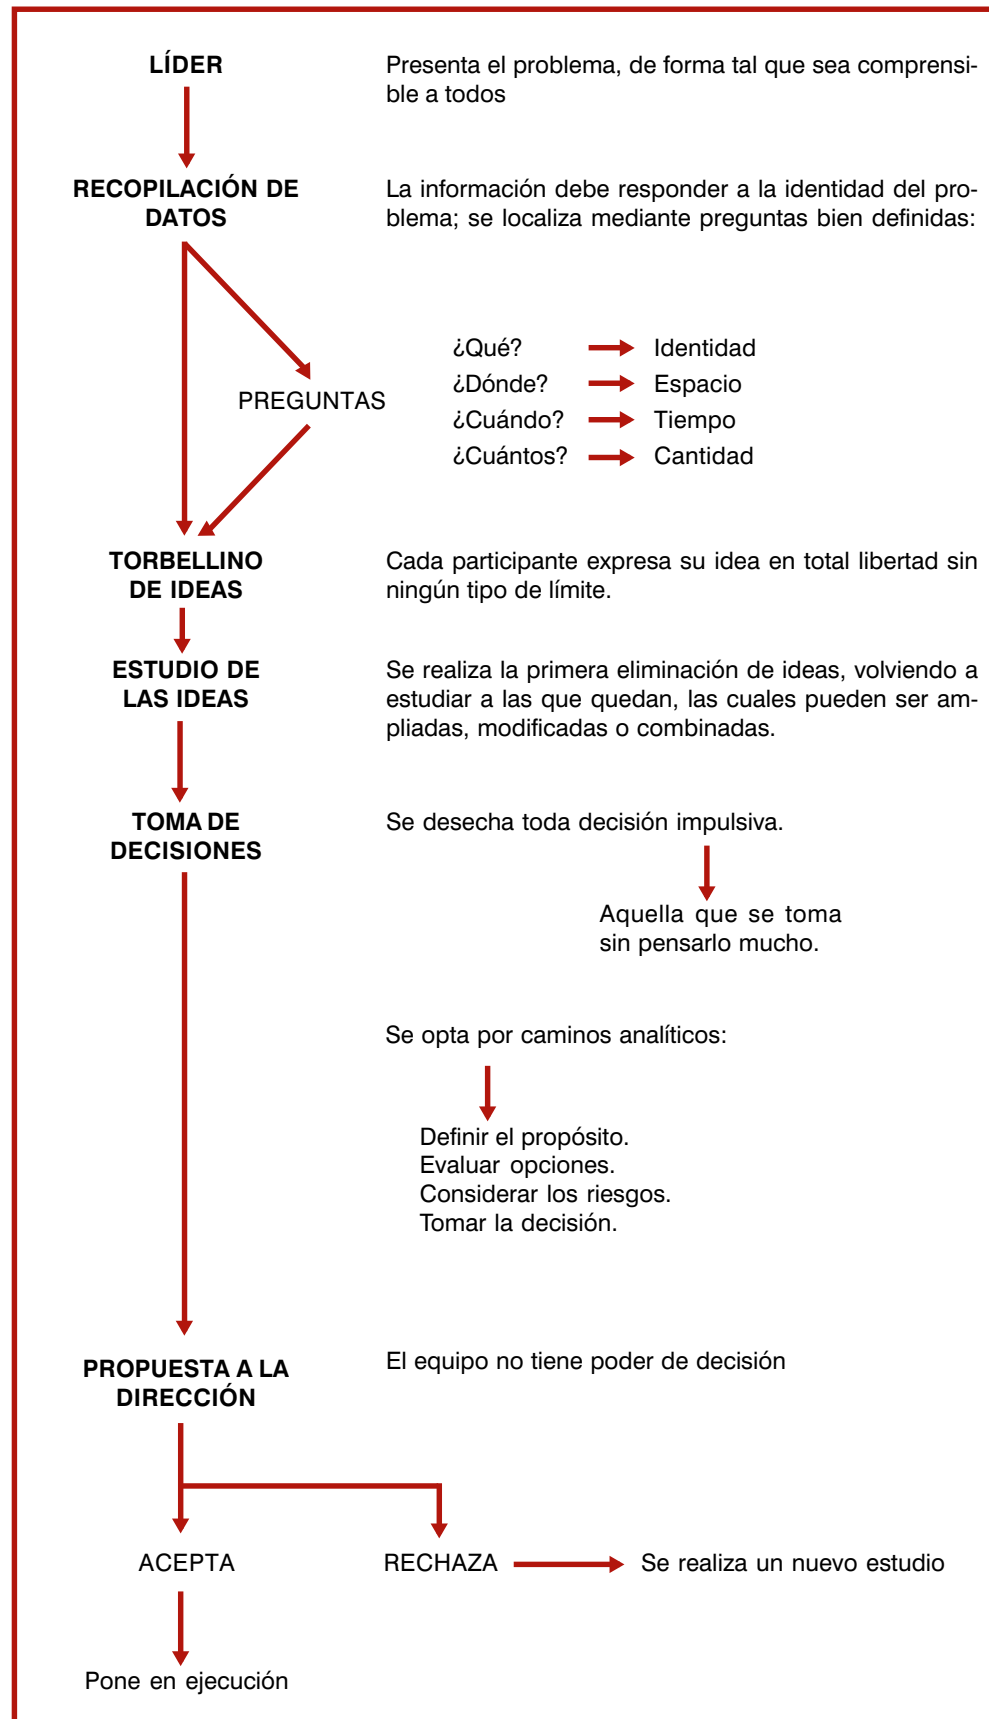 LÍDER
Presenta el problema, de forma tal que sea comprensi-
ble a todos
RECOPILACIÓN DE
DATOS
La información debe responder a la identidad del pro-
blema; se localiza mediante preguntas bien definidas:
PREGUNTAS
¿Qué? Identidad
¿Dónde? Espacio
¿Cuándo? Tiempo
¿Cuántos? Cantidad
TORBELLINO
DE IDEAS
Cada participante expresa su idea en total libertad sin
ningún tipo de límite.
ESTUDIO DE
LAS IDEAS
Se realiza la primera eliminación de ideas, volviendo a
estudiar a las que quedan, las cuales pueden ser am-
pliadas, modificadas o combinadas.
TOMA DE
DECISIONES
Se desecha toda decisión impulsiva.
Aquella que se toma
sin pensarlo mucho.
Se opta por caminos analíticos:
Definir el propósito.
Evaluar opciones.
Considerar los riesgos.
Tomar la decisión.
PROPUESTA A LA
DIRECCIÓN
El equipo no tiene poder de decisión
ACEPTA
RECHAZA
Se realiza un nuevo estudio
Pone en ejecución